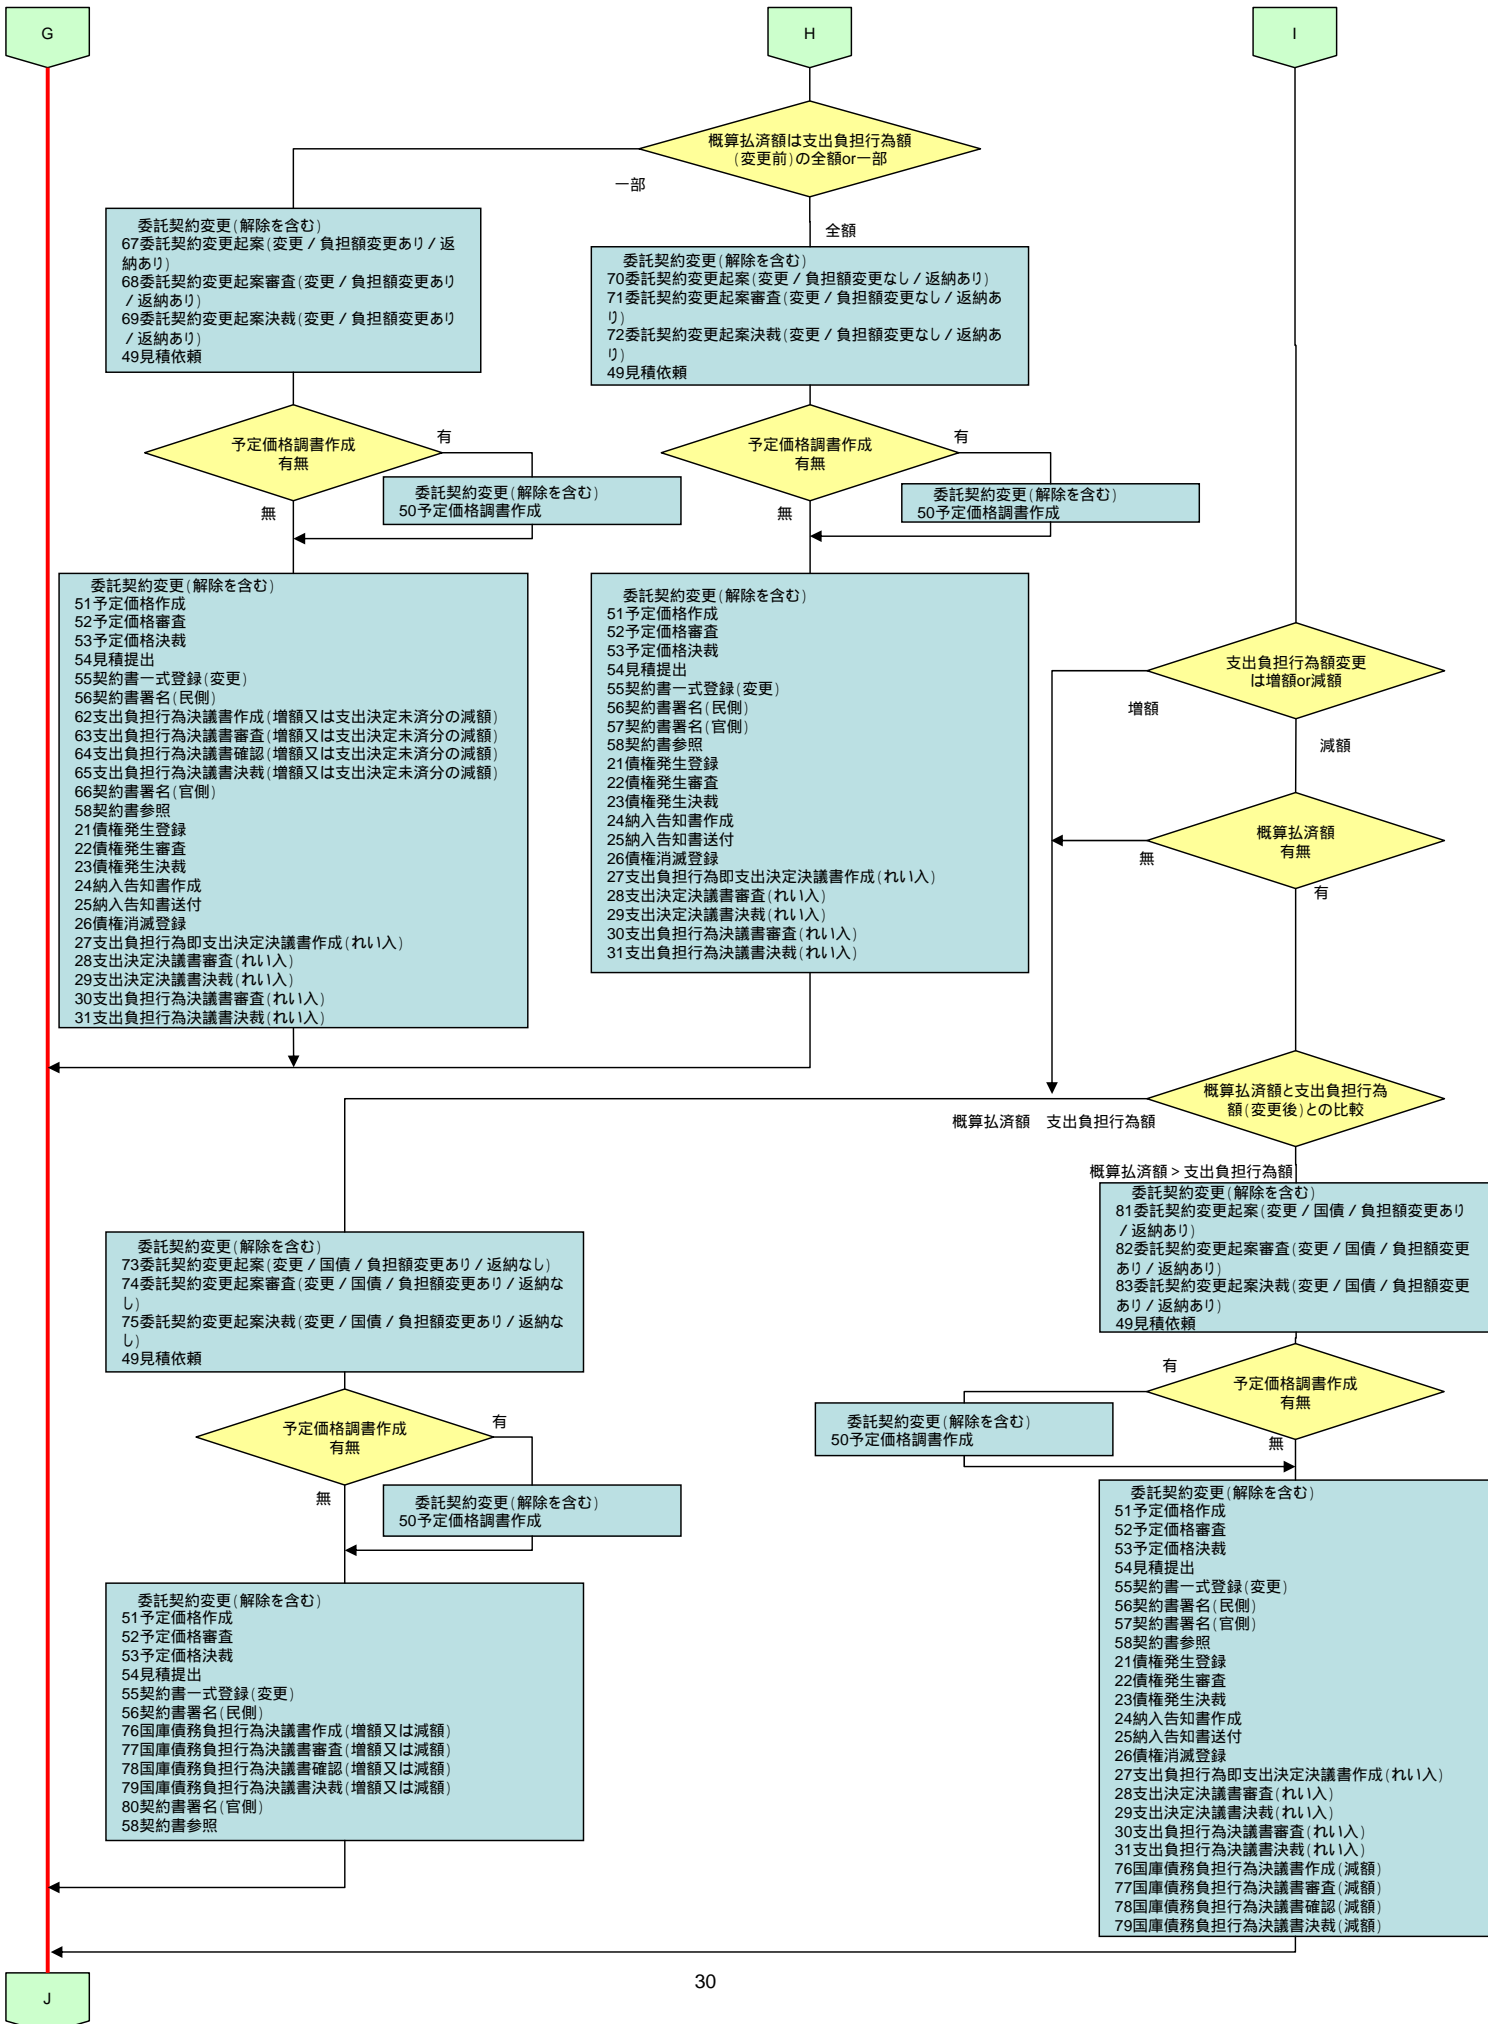 G
H
I
概算払済額は支出負担行為額
(変更前)の全額or一部
一部
全額
委託契約変更(解除を含む)
67委託契約変更起案(変更/負担額変更あり/返
納あり)
68委託契約変更起案審査(変更/負担額変更あり
/返納あり)
69委託契約変更起案決裁(変更/負担額変更あり
/返納あり)
49見積依頼
委託契約変更(解除を含む)
70委託契約変更起案(変更/負担額変更なし/返納あり)
71委託契約変更起案審査(変更/負担額変更なし/返納あ
り)
72委託契約変更起案決裁(変更/負担額変更なし/返納あ
り)
49見積依頼
予定価格調書作成
有無
有
無
委託契約変更(解除を含む)
50予定価格調書作成
予定価格調書作成
有無
有
無
委託契約変更(解除を含む)
50予定価格調書作成
委託契約変更(解除を含む)
51予定価格作成
52予定価格審査
53予定価格決裁
54見積提出
55契約書一式登録(変更)
56契約書署名(民側)
62支出負担行為決議書作成(増額又は支出決定未済分の減額)
63支出負担行為決議書審査(増額又は支出決定未済分の減額)
64支出負担行為決議書確認(増額又は支出決定未済分の減額)
65支出負担行為決議書決裁(増額又は支出決定未済分の減額)
66契約書署名(官側)
58契約書参照
21債権発生登録
22債権発生審査
23債権発生決裁
24納入告知書作成
25納入告知書送付
26債権消滅登録
27支出負担行為即支出決定決議書作成(れい入)
28支出決定決議書審査(れい入)
29支出決定決議書決裁(れい入)
30支出負担行為決議書審査(れい入)
31支出負担行為決議書決裁(れい入)
委託契約変更(解除を含む)
51予定価格作成
52予定価格審査
53予定価格決裁
54見積提出
55契約書一式登録(変更)
56契約書署名(民側)
57契約書署名(官側)
58契約書参照
21債権発生登録
22債権発生審査
23債権発生決裁
24納入告知書作成
25納入告知書送付
26債権消滅登録
27支出負担行為即支出決定決議書作成(れい入)
28支出決定決議書審査(れい入)
29支出決定決議書決裁(れい入)
30支出負担行為決議書審査(れい入)
31支出負担行為決議書決裁(れい入)
支出負担行為額変更
は増額or減額
増額
減額
概算払済額
有無
無
有
概算払済額と支出負担行為
額(変更後)との比較
概算払済額 支出負担行為額
概算払済額>支出負担行為額
委託契約変更(解除を含む)
81委託契約変更起案(変更/国債/負担額変更あり
/返納あり)
82委託契約変更起案審査(変更/国債/負担額変更
あり/返納あり)
83委託契約変更起案決裁(変更/国債/負担額変更
あり/返納あり)
49見積依頼
委託契約変更(解除を含む)
73委託契約変更起案(変更/国債/負担額変更あり/返納なし)
74委託契約変更起案審査(変更/国債/負担額変更あり/返納な
し)
75委託契約変更起案決裁(変更/国債/負担額変更あり/返納な
し)
49見積依頼
予定価格調書作成
有無
有
無
委託契約変更(解除を含む)
50予定価格調書作成
予定価格調書作成
有無
有
無
委託契約変更(解除を含む)
50予定価格調書作成
委託契約変更(解除を含む)
51予定価格作成
52予定価格審査
53予定価格決裁
54見積提出
55契約書一式登録(変更)
56契約書署名(民側)
76国庫債務負担行為決議書作成(増額又は減額)
77国庫債務負担行為決議書審査(増額又は減額)
78国庫債務負担行為決議書確認(増額又は減額)
79国庫債務負担行為決議書決裁(増額又は減額)
80契約書署名(官側)
58契約書参照
委託契約変更(解除を含む)
51予定価格作成
52予定価格審査
53予定価格決裁
54見積提出
55契約書一式登録(変更)
56契約書署名(民側)
57契約書署名(官側)
58契約書参照
21債権発生登録
22債権発生審査
23債権発生決裁
24納入告知書作成
25納入告知書送付
26債権消滅登録
27支出負担行為即支出決定決議書作成(れい入)
28支出決定決議書審査(れい入)
29支出決定決議書決裁(れい入)
30支出負担行為決議書審査(れい入)
31支出負担行為決議書決裁(れい入)
76国庫債務負担行為決議書作成(減額)
77国庫債務負担行為決議書審査(減額)
78国庫債務負担行為決議書確認(減額)
79国庫債務負担行為決議書決裁(減額)
J
30